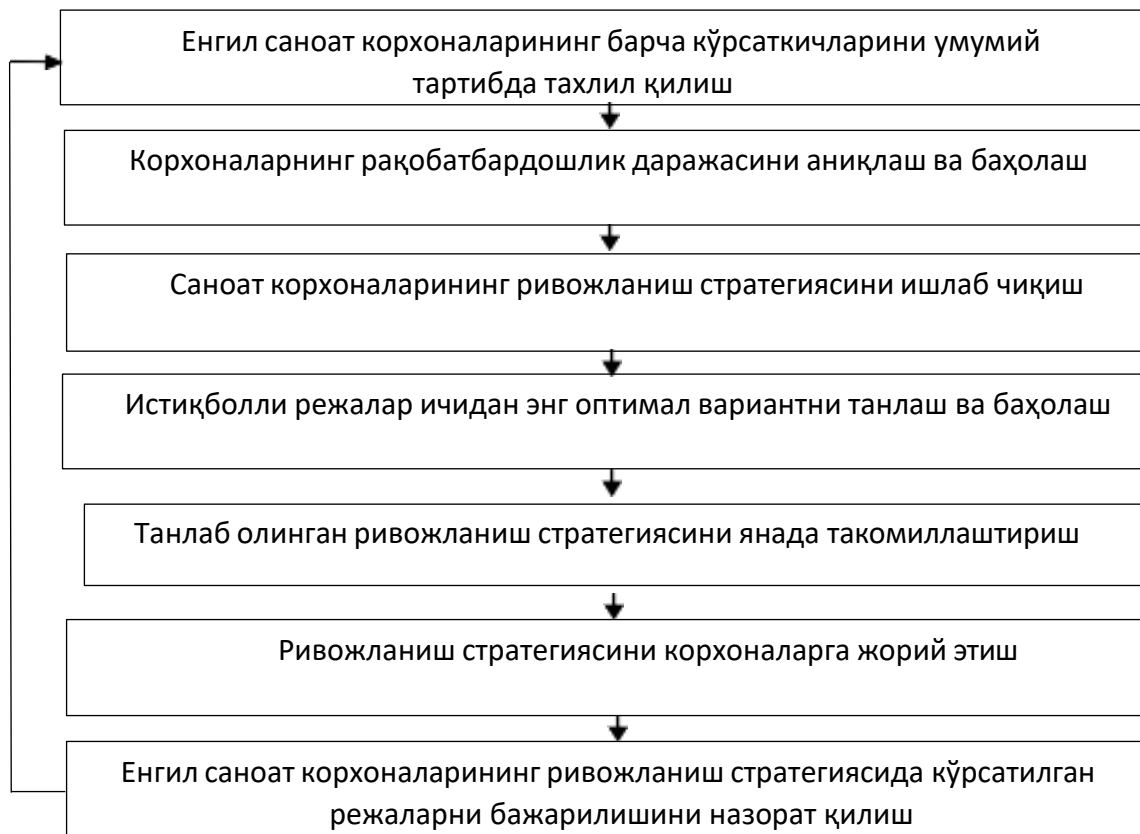 Енгил саноат корхоналарининг барча кўрсаткичларини умумий
тартибда тахлил қилиш
Корхоналарнинг рақобатбардошлик даражасини аниқлаш ва баҳолаш
Саноат корхоналарининг ривожланиш стратегиясини ишлаб чиқиш
Истиқболли режалар ичидан энг оптимал вариантни танлаш ва баҳолаш
Танлаб олинган ривожланиш стратегиясини янада такомиллаштириш
Ривожланиш стратегиясини корхоналарга жорий этиш
Енгил саноат корхоналарининг ривожланиш стратегиясида кўрсатилган
режаларни бажарилишини назорат қилиш